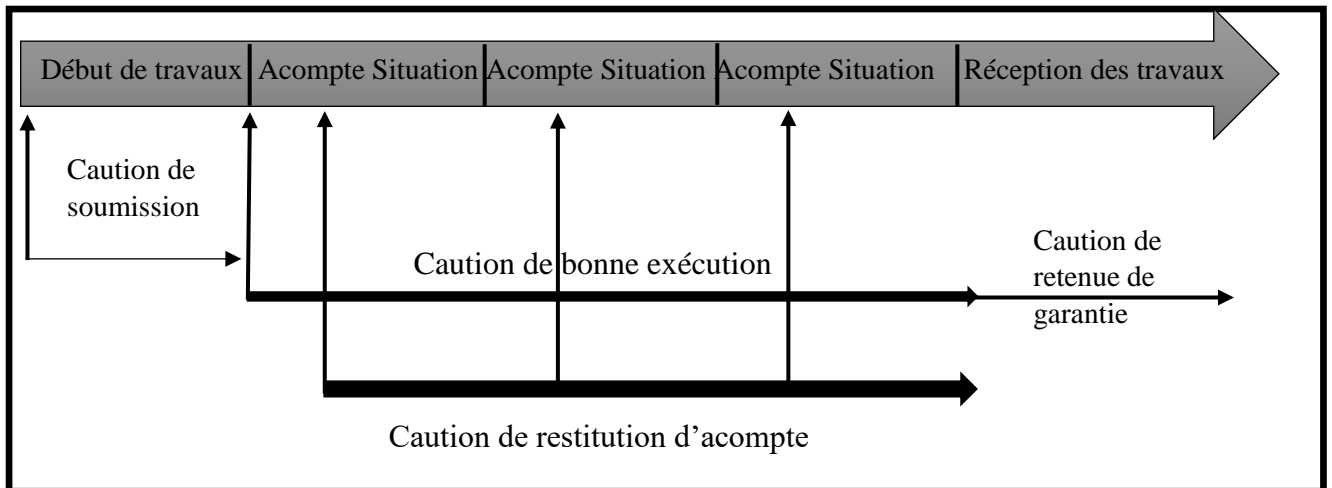 Début de travaux Acompte Situation Acompte Situation Acompte Situation Réception des travaux
Caution de
soumission
Caution de bonne exécution
Caution de
retenue de
garantie
Caution de restitution d’acompte